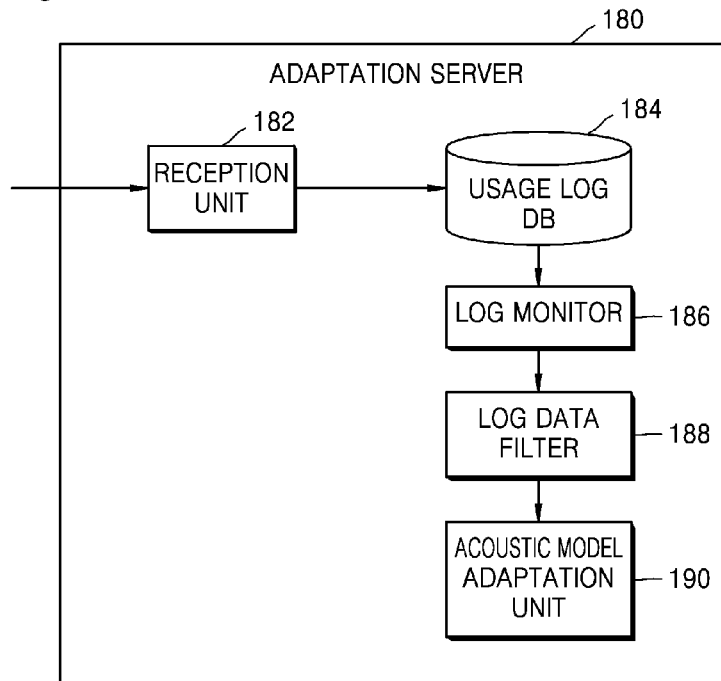 180
ADAPTATION SERVER
182
RECEPTION
UNIT
184
USAGE LOG
DB
LOG MONITOR
186
LOG DATA
FILTER
188
ACOUSTIC MODEL
ADAPTATION
UNIT
190